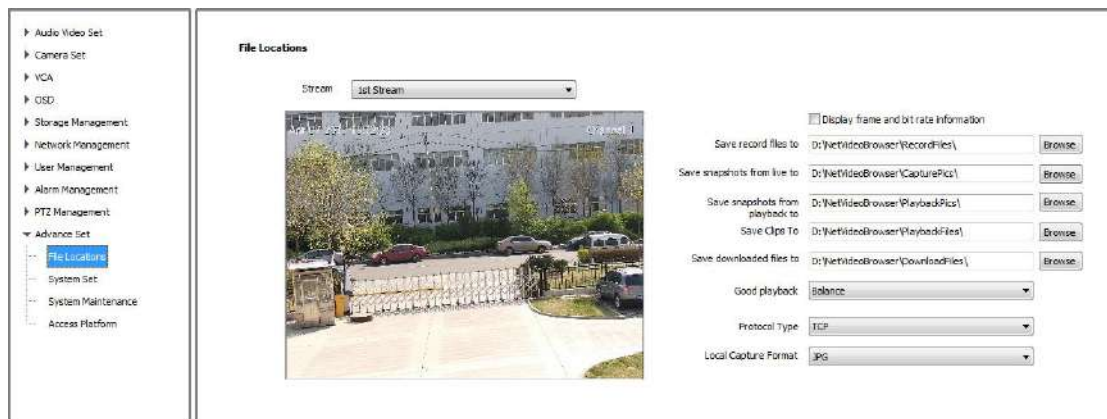 Audio Video Set
Camera Set
VCA
OSD
Storage Management
Network Management
User Management
Alarm Management
PTZ Management
Advance Set
File Locations
System Set
System Maintenance
Access Platform
File Locations
Stream
1st Stream
Channel 1
Display frame and bit rate information
Save record files to D:\NetVideoBrowser\RecordFiles\ Browse
Save snapshots from live to D:\NetVideoBrowser\CapturePics\ Browse
Save snapshots from
playback to D:\NetVideoBrowser\PlaybackPics\ Browse
Save Clips To D:\NetVideoBrowser\PlaybackFiles\ Browse
Save downloaded files to D:\NetVideoBrowser\DownloadFiles\ Browse
Good playback Balance
Protocol Type TCP
Local Capture Format JPG